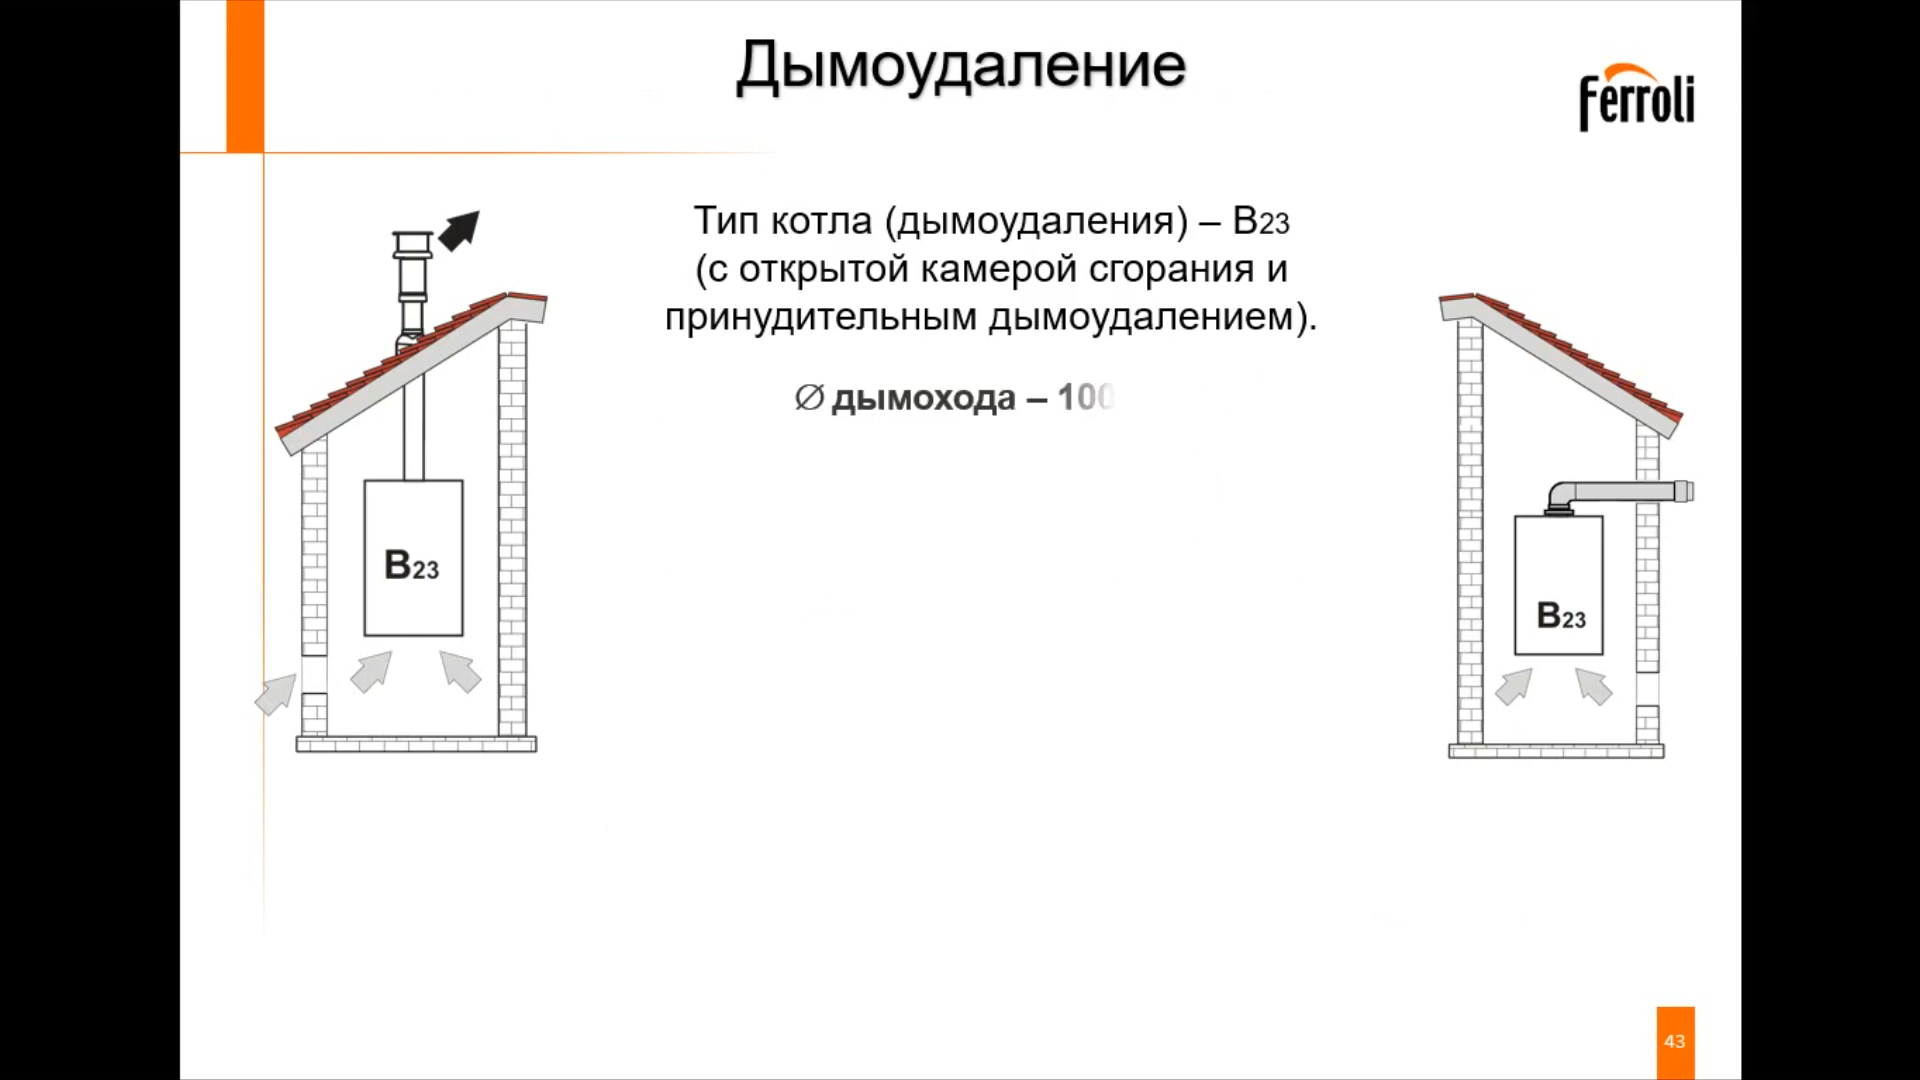 Дымоудаление
ferroli
Тип котла (дымоудаления) – B23
(с открытой камерой сгорания и
принудительным дымоудалением).
∅ дымохода – 100
B23
B23
43